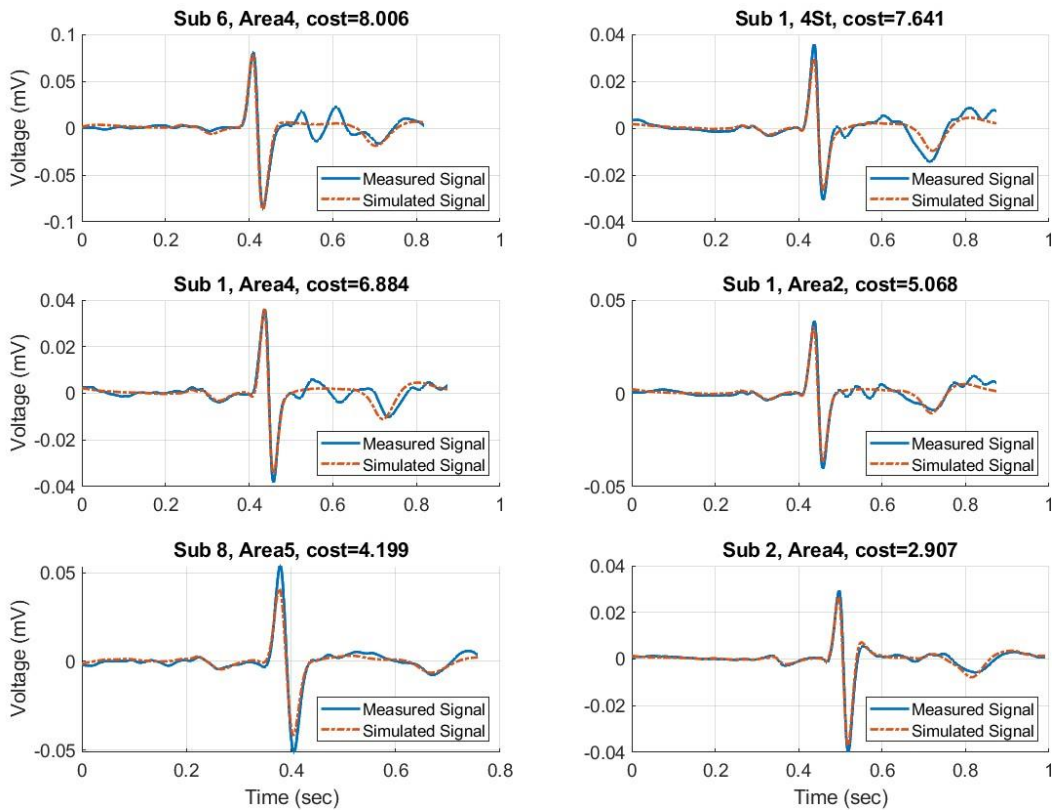 Sub 6, Area4, cost=8.006
Voltage (mV)
0.1
0.05
0
-0.05
-0.1
Measured Signal
Simulated Signal
0 0.2 0.4 0.6 0.8 1
Sub 1, 4St, cost=7.641
0.04
0.02
0
-0.02
-0.04
Measured Signal
Simulated Signal
0 0.2 0.4 0.6 0.8 1
Sub 1, Area4, cost=6.884
Voltage (mV)
0.04
0.02
0
-0.02
-0.04
Measured Signal
Simulated Signal
0 0.2 0.4 0.6 0.8 1
Sub 1, Area2, cost=5.068
0.05
0
-0.05
Measured Signal
Simulated Signal
0 0.2 0.4 0.6 0.8 1
Sub 8, Area5, cost=4.199
Voltage (mV)
0.05
0
-0.05
Measured Signal
Simulated Signal
0 0.2 0.4 0.6 0.8
Time (sec)
Sub 2, Area4, cost=2.907
0.04
0.02
0
-0.02
-0.04
Measured Signal
Simulated Signal
0 0.2 0.4 0.6 0.8 1
Time (sec)